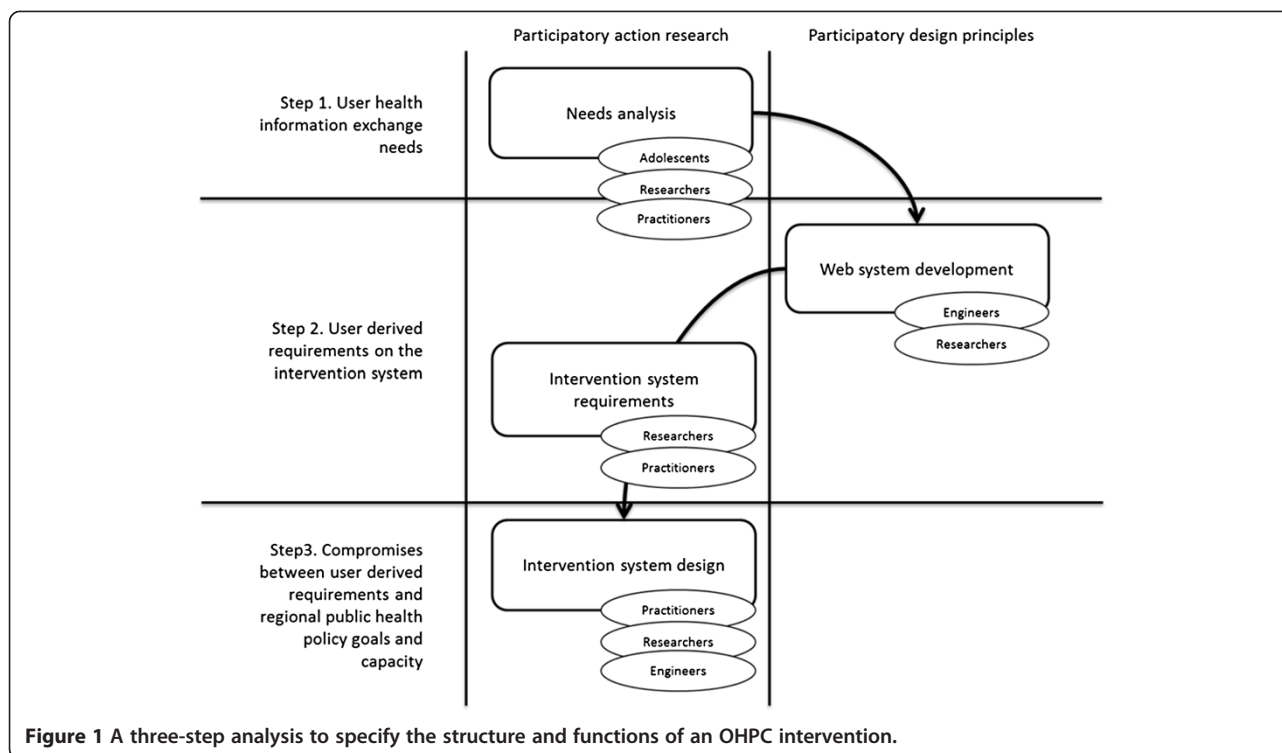 Participatory action research
Participatory design principles
Step 1. User health
information exchange
needs
Needs analysis
Adolescents
Researchers
Practitioners
Web system development
Engineers
Researchers
Step 2. User derived
requirements on the
intervention system
Intervention system
requirements
Researchers
Practitioners
Step3. Compromises
between user derived
requirements and
regional public health
policy goals and
capacity
Intervention system design
Practitioners
Researchers
Engineers
Figure 1 A three-step analysis to specify the structure and functions of an OHPC intervention.